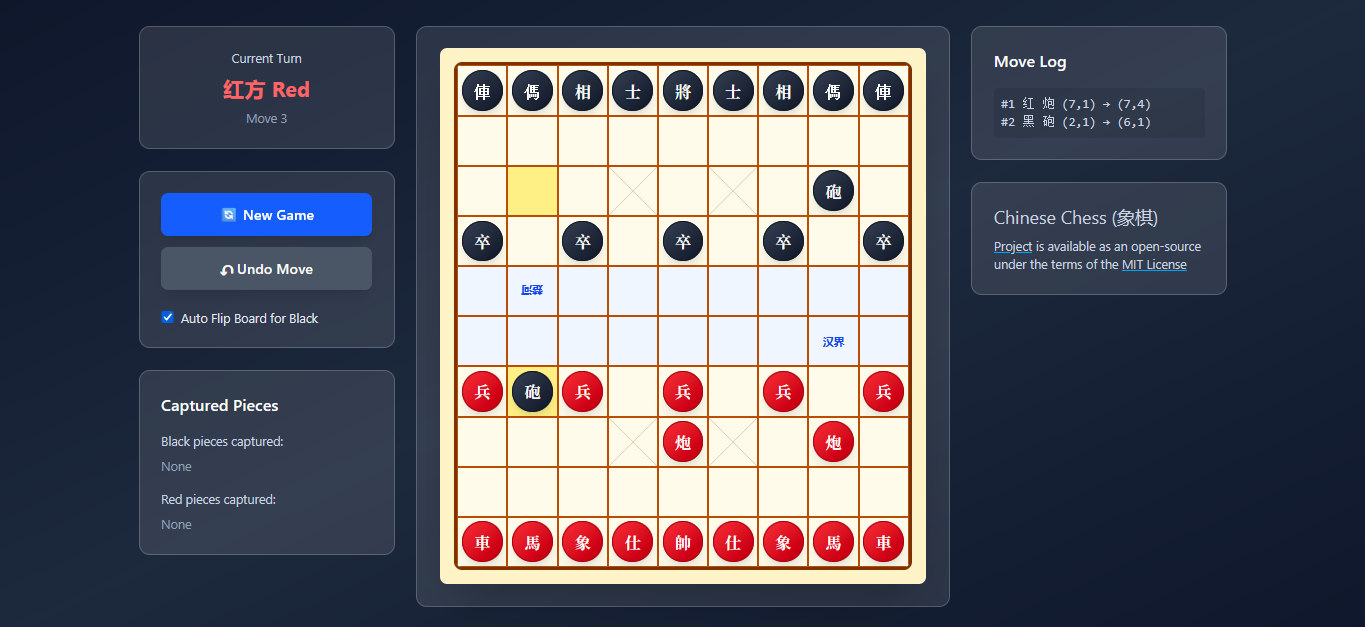 Current Turn
红方 Red
Move 3
🔄 New Game
↶ Undo Move
Auto Flip Board for Black
Captured Pieces
Black pieces captured:
None
Red pieces captured:
None
俥 傌 相 士 將 士 相 傌 俥
砲
卒 卒 卒 卒 卒
楚河
汉界
兵 砲 兵 兵 兵 兵
炮 炮
車 馬 象 仕 帥 仕 象 馬 車
Move Log
#1 红 炮 (7,1) → (7,4)
#2 黑 砲 (2,1) → (6,1)
Chinese Chess (象棋)
Project is available as an open-source
under the terms of the MIT License